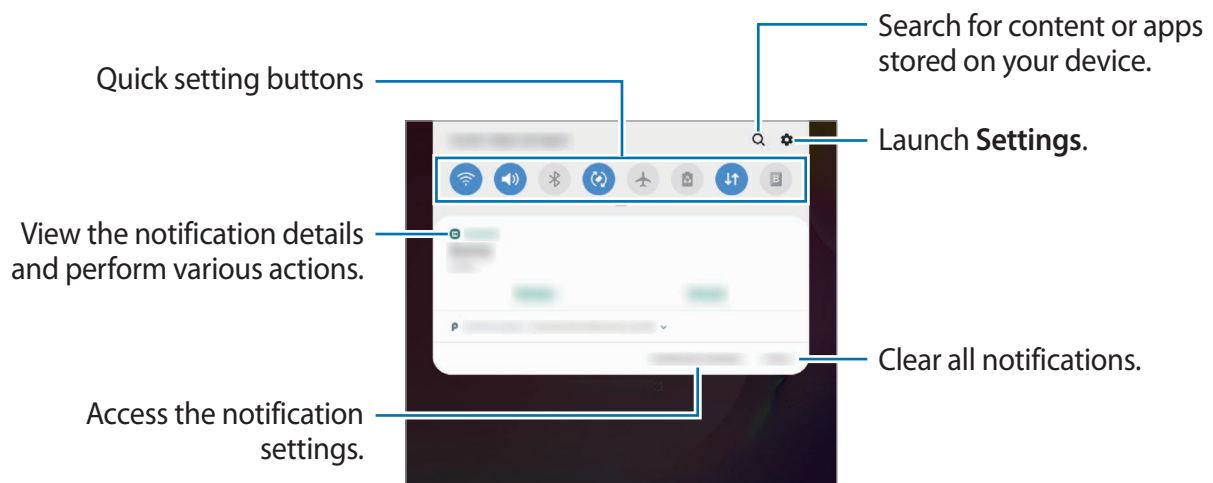 Search for content or apps
stored on your device.
Quick setting buttons
Launch Settings.
View the notification details
and perform various actions.
Clear all notifications.
Access the notification
settings.